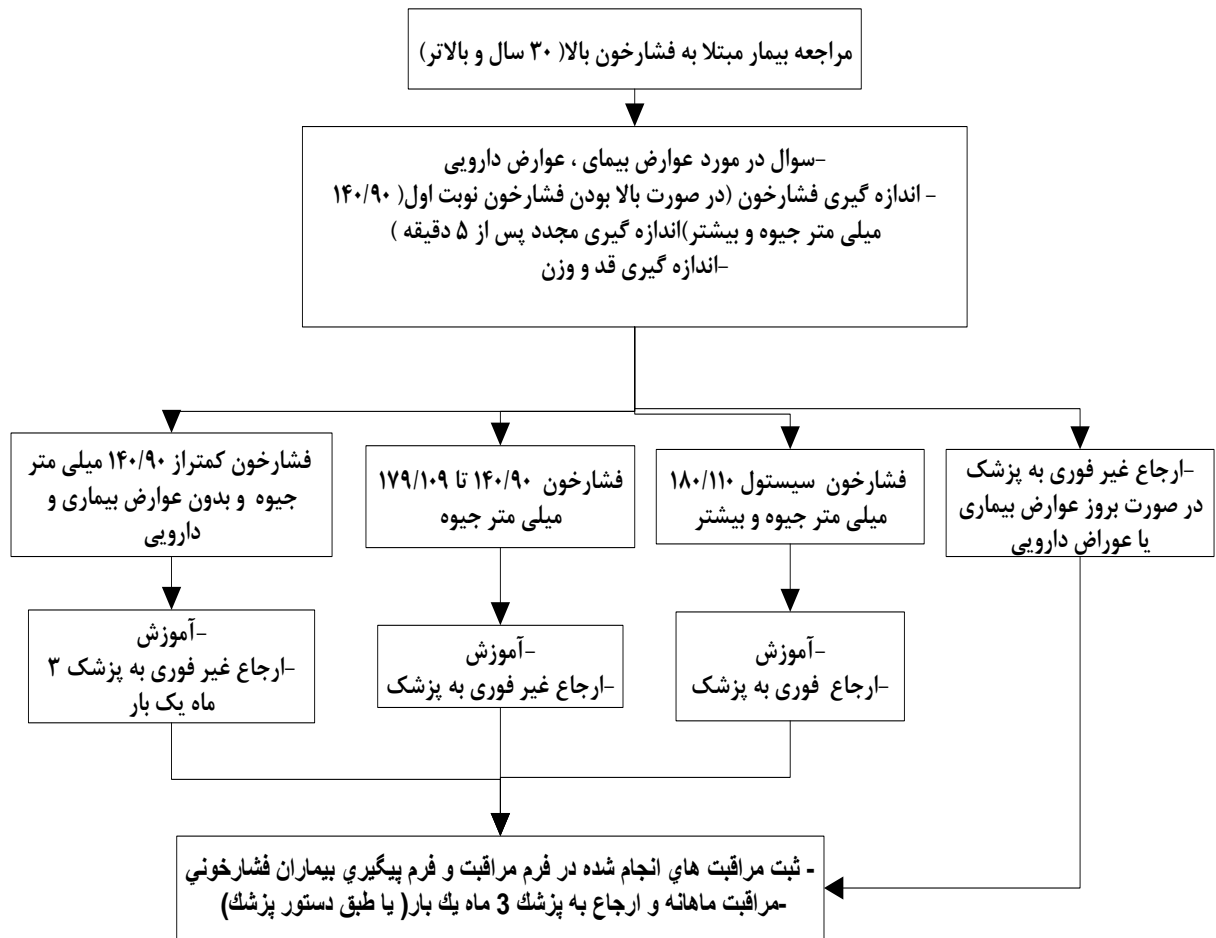 مراجعه بیمار مبتلا به فشارخون بالا( ۳۰ سال و بالاتر)
-سوال در مورد عوارض بیمای ، عوارض دارویی
- اندازه گیری فشارخون (در صورت بالا بودن فشارخون نوبت اول( ۱۴۰/۹۰
میلی متر جیوه و بیشتر)اندازه گیری مجدد پس از ۵ دقیقه )
-اندازه گیری قد و وزن
-ارجاع غیر فوری به پزشک
در صورت بروز عوارض بیماری
یا عوراض دارویی
فشارخون سیستول ۱۸۰/۱۱۰
میلی متر جیوه و بیشتر
فشارخون ۱۴۰/۹۰ تا ۱۷۹/۱۰۹
میلی متر جیوه
فشارخون کمتراز ۱۴۰/۹۰ میلی متر
جیوه و بدون عوارض بیماری و
دارویی
-آموزش
-ارجاع فوری به پزشک
-آموزش
-ارجاع غیر فوری به پزشک
-آموزش
-ارجاع غیر فوری به پزشک ۳
ماه یک بار
- ثبت مراقبت هاي انجام شده در فرم مراقبت و فرم پيگيري بيماران فشارخوني
-مراقبت ماهانه و ارجاع به پزشك 3 ماه يك بار( يا طبق دستور پزشك)